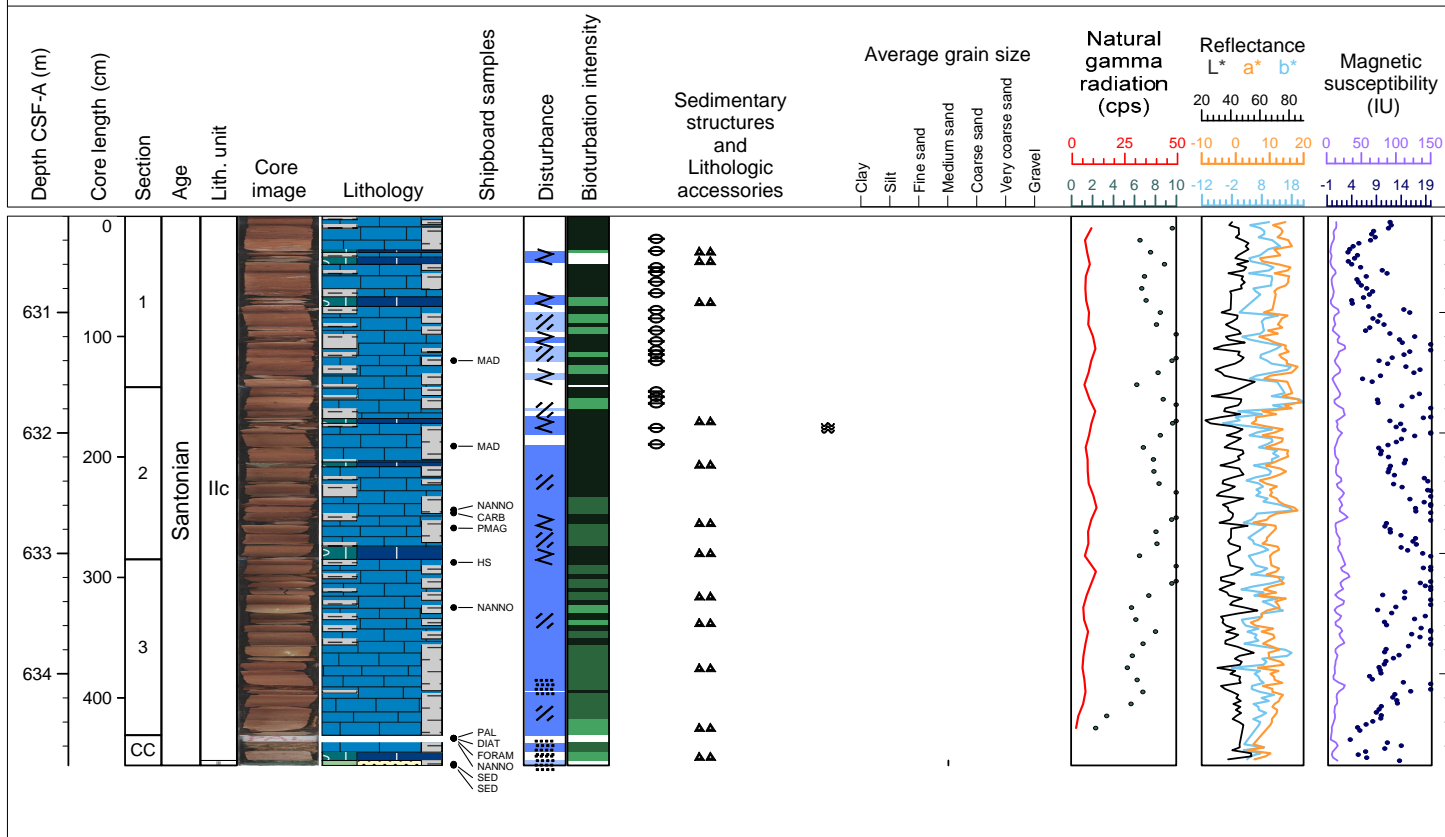 Depth CSF-A (m)
Core length (cm)
Section
Age
Lith. unit
Core
image
Lithology
Shipboard samples
Disturbance
Bioturbation intensity
Sedimentary
structures
and
Lithologic
accessories
Average grain size
Clay
Silt
Fine sand
Medium sand
Coarse sand
Very coarse sand
Gravel
Natural
gamma
radiation
(cps)
0 25 50
0 2 4 6 8 10
Reflectance
L* a* b*
20 40 60 80
-10 0 10 20
-12 -2 8 18
Magnetic
susceptibility
(IU)
0 50 100 150
-1 4 9 14 19
0
1
631
100
MAD
632
MAD
200
2
Santonian
IIc
NANNO
CARB
PMAG
633
HS
300
NANNO
3
634
400
PAL
CC
DIAT
FORAM
NANNO
SED
SED